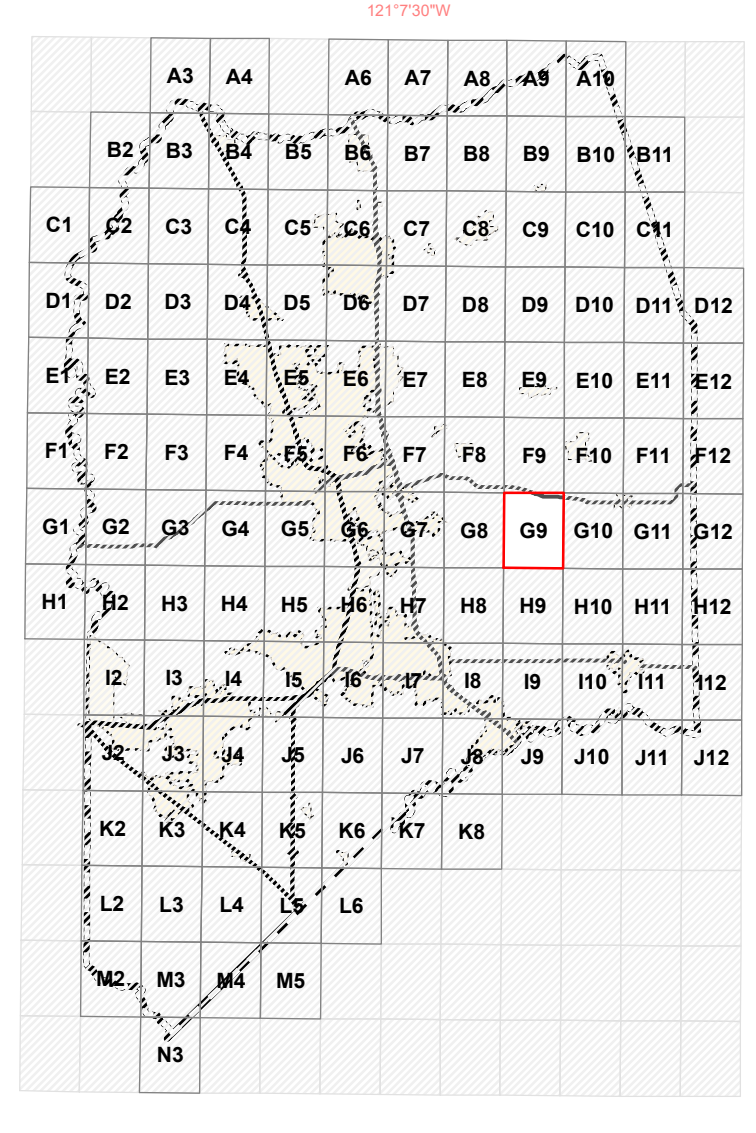 121°7'30"W
A3 A4 A6 A7 A8 A9 A10
B2 B3 B4 B5 B6 B7 B8 B9 B10 B11
C1 C2 C3 C4 C5 C6 C7 C8 C9 C10 C11
D1 D2 D3 D4 D5 D6 D7 D8 D9 D10 D11 D12
E1 E2 E3 E4 E5 E6 E7 E8 E9 E10 E11 E12
F1 F2 F3 F4 F5 F6 F7 F8 F9 F10 F11 F12
G1 G2 G3 G4 G5 G6 G7 G8 G9 G10 G11 G12
H1 H2 H3 H4 H5 H6 H7 H8 H9 H10 H11 H12
I2 I3 I4 I5 I6 I7 I8 I9 I10 I11 I12
J2 J3 J4 J5 J6 J7 J8 J9 J10 J11 J12
K2 K3 K4 K5 K6 K7 K8
L2 L3 L4 L5 L6
M2 M3 M4 M5
N3